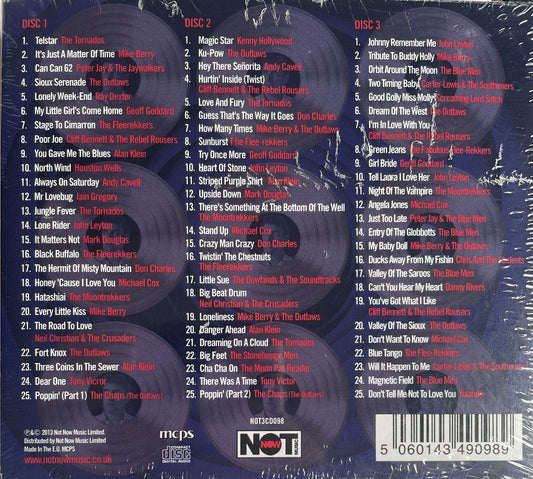 DISC 1
1. Telstar The Tornados
2. It's Just A Matter Of Time Mike Berry
3. Can Can 62 Peter Jay & The Jaywalkers
4. Sioux Serenade The Outlaws
5. Lonely Week-End Ray Dexter
6. My Little Girl's Come Home Geoff Goddard
7. Stage To Cimarron The Fleerekkers
8. Poor Joe Cliff Bennett & The Rebel Rousers
9. You Gave Me The Blues Alan Klein
10. North Wind Houston Wells
11. Always On Saturday Andy Cavell
12. Mr Lovebug Iain Gregory
13. Jungle Fever The Tornados
14. Lone Rider John Leyton
15. It Matters Not Mark Douglas
16. Black Buffalo The Fleerekkers
17. The Hermit Of Misty Mountain Don Charles
18. Honey 'Cause I Love You Michael Cox
19. Hatashiai The Moontrekkers
20. Every Little Kiss Mike Berry
21. The Road To Love
Neil Christian & The Crusaders
22. Fort Knox The Outlaws
23. Three Coins In The Sewer Alan Klein
24. Dear One Tony Victor
25. Poppin' (Part 1) The Chaps (The Outlaws)
DISC 2
1. Magic Star Kenny Hollywood
2. Ku-Pow The Outlaws
3. Hey There Señorita Andy Cavell
4. Hurtin' Inside (Twist)
Cliff Bennett & The Rebel Rousers
5. Love And Fury The Tornados
6. Guess That's The Way It Goes Don Charles
7. How Many Times Mike Berry & The Outlaws
8. Sunburst The Flee-rekkers
9. Try Once More Geoff Goddard
10. Heart Of Stone John Leyton
11. Striped Purple Shirt Alan Klein
12. Upside Down Mark Douglas
13. There's Something At The Bottom Of The Well
The Moontrekkers
14. Stand Up Michael Cox
15. Crazy Man Crazy Don Charles
16. Twistin' The Chestnuts
The Fleerekkers
17. Little Sue The Dowlands & The Soundtracks
18. Big Beat Drum
Neil Christian & The Crusaders
19. Loneliness Mike Berry & The Outlaws
20. Danger Ahead Alan Klein
21. Dreaming On A Cloud The Tornados
22. Big Feet The Stonehenge Men
23. Cha Cha On The Moon Pat Reader
24. There Was A Time Tony Victor
25. Poppin' (Part 2) The Chaps (The Outlaws)
DISC 3
1. Johnny Remember Me John Leyton
2. Tribute To Buddy Holly Mike Berry
3. Orbit Around The Moon The Blue Men
4. Two Timing Baby Carter-Lewis & The Southeners
5. Good Golly Miss Molly Screaming Lord Sutch
6. Dream Of The West The Outlaws
7. I'm In Love With You
Cliff Bennett & The Rebel Rousers
8. Green Jeans The Fabulous Flee-Rekkers
9. Girl Bride Geoff Goddard
10. Tell Laura I Love Her John Leyton
11. Night Of The Vampire The Moontrekkers
12. Angela Jones Michael Cox
13. Just Too Late Peter Jay & The Blue Men
14. Entry Of The Globbotts The Blue Men
15. My Baby Doll Mike Berry & The Outlaws
16. Ducks Away From My Fishin Chris And The Students
17. Valley Of The Saroos The Blue Men
18. Can't You Hear My Heart Danny Rivers
19. You've Got What I Like
Cliff Bennett & The Rebel Rousers
20. Valley Of The Sioux The Outlaws
21. Don't Want To Know Michael Cox
22. Blue Tango The Flee-Rekkers
23. Will It Happen To Me Carter-Lewis & The Southeners
24. Magnetic Field The Blue Men
25. Don't Tell Me Not To Love You Yolanda
℗&© 2013 Not Now Music Limited.
Distributed by Not Now Music Limited.
Made In The E.U. MCPS
www.notnowmusic.co.uk
mcps
COMPACT disc DIGITAL AUDIO
NOT3CD098
NOT NOW MUSIC
5 060143 490989